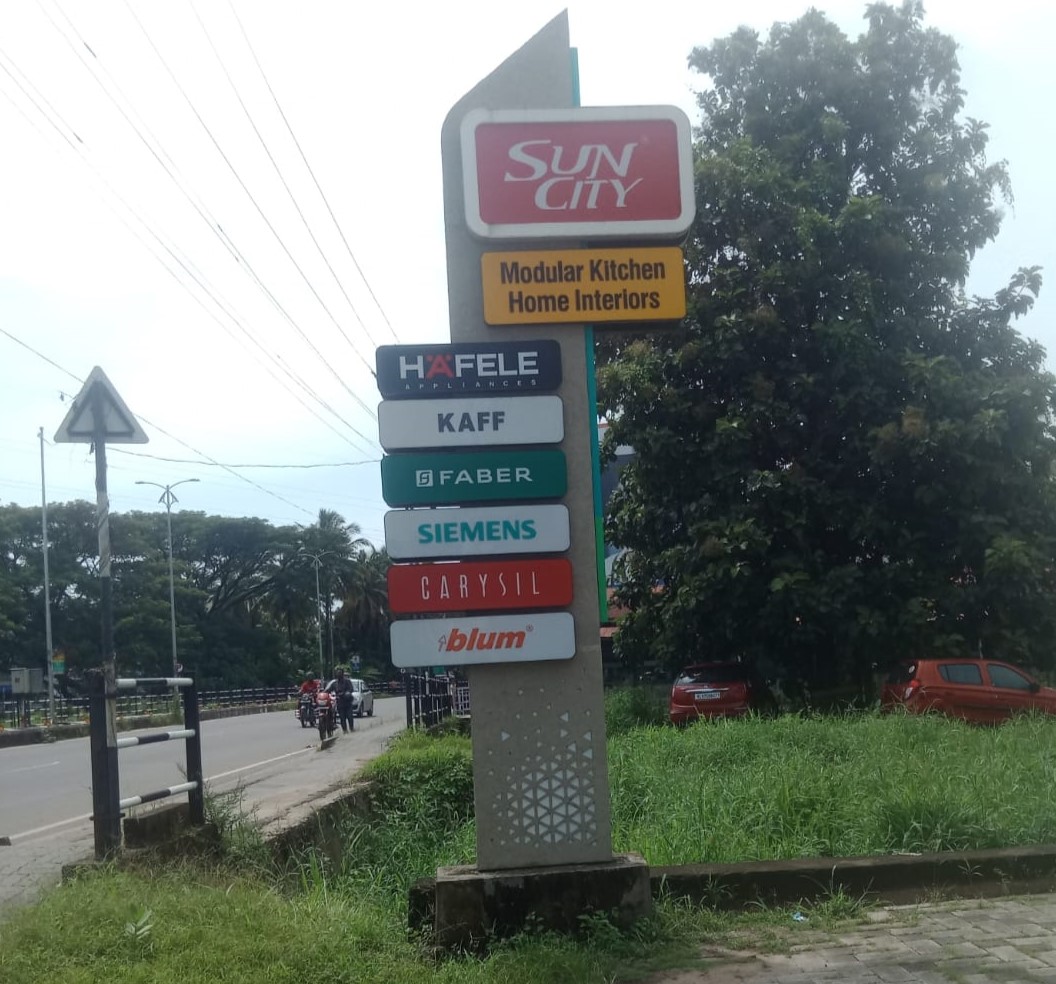 SUN
CITY
Modular Kitchen
Home Interiors
HÄFELE
APPLIANCES
KAFF
FABER
SIEMENS
CARYSIL
blum®